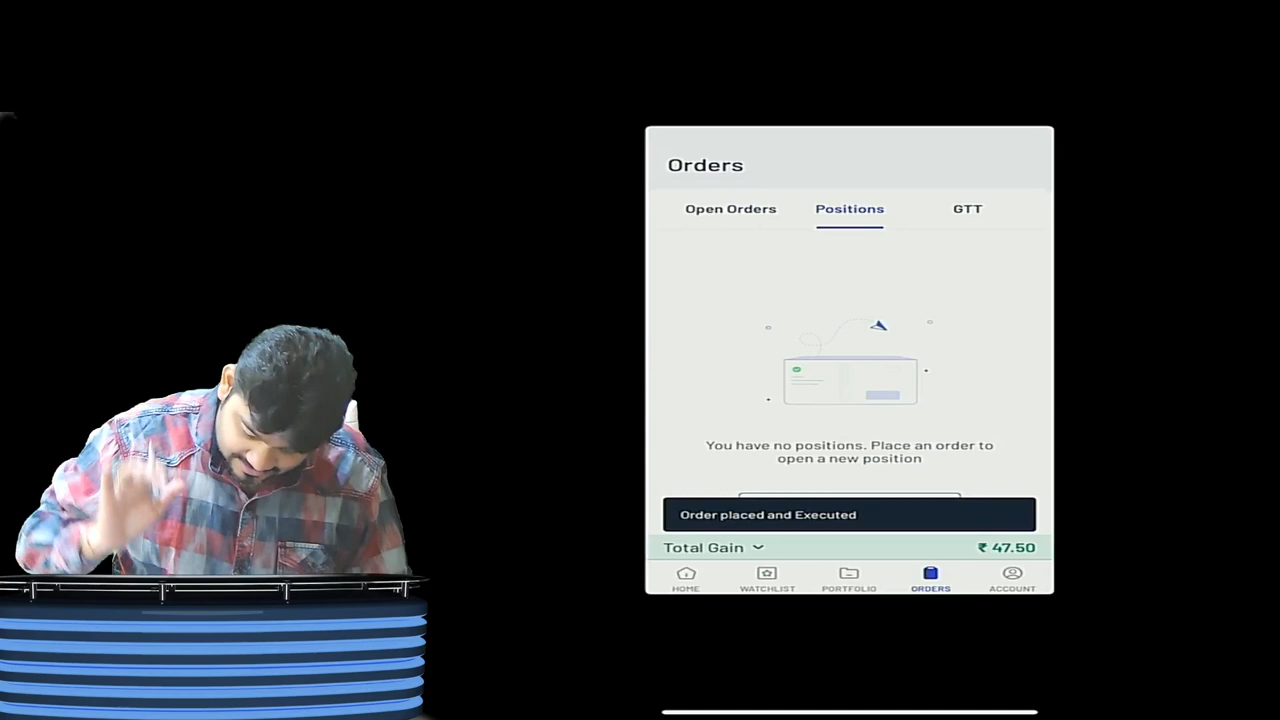 Orders
Open Orders Positions GTT
You have no positions. Place an order to
open a new position
Order placed and Executed
Total Gain ₹ 47.50
HOME WATCHLIST PORTFOLIO ORDERS ACCOUNT